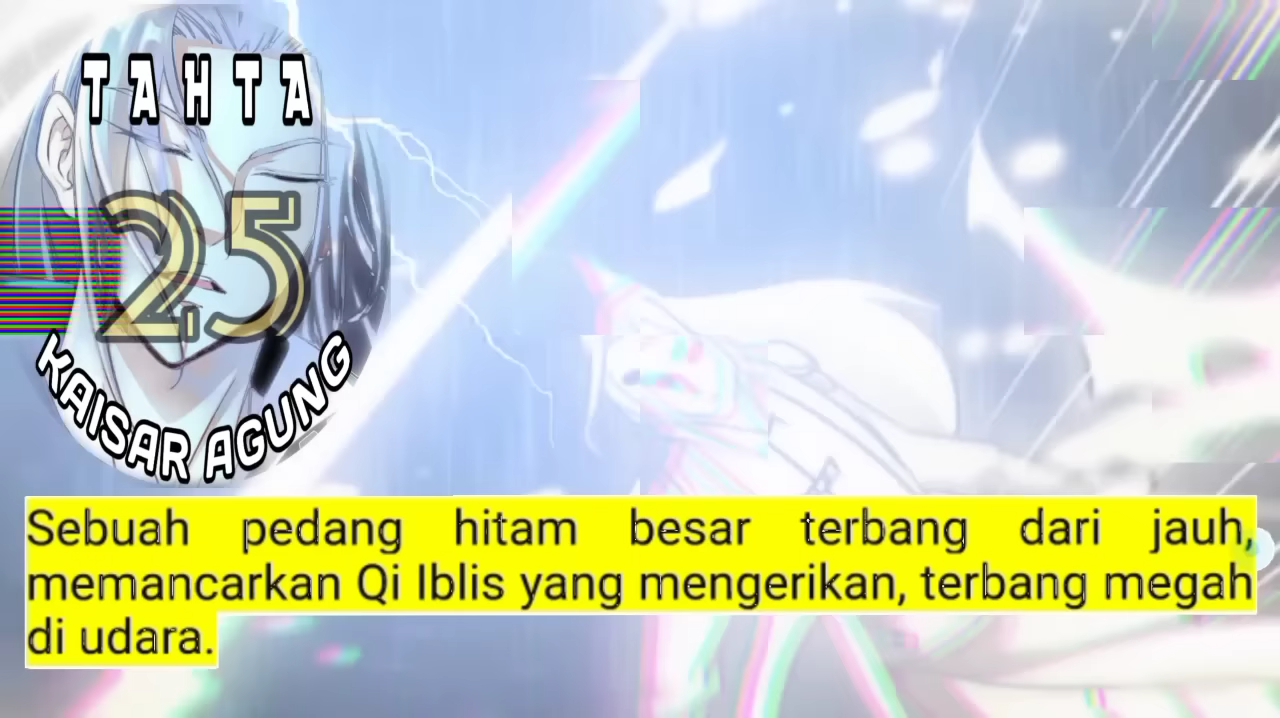 TAHTA
25
KAISAR AGUNG
Sebuah pedang hitam besar terbang dari jauh,
memancarkan Qi Iblis yang mengerikan, terbang megah
di udara.